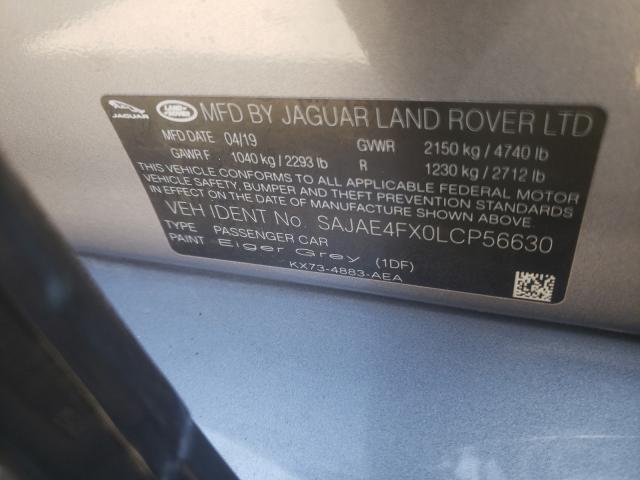 JAGUAR LAND ROVER MFD BY JAGUAR LAND ROVER LTD
MFD DATE 04/19 GVWR 2150 kg / 4740 lb
GAWR F 1040 kg / 2293 lb R 1230 kg / 2712 lb
THIS VEHICLE CONFORMS TO ALL APPLICABLE FEDERAL MOTOR
VEHICLE SAFETY, BUMPER AND THEFT PREVENTION STANDARDS
IN EFFECT ON THE DATE OF MANUFACTURE SHOWN ABOVE
VEH IDENT No. SAJAE4FX0LCP56630
TYPE PASSENGER CAR
PAINT Eiger Grey (1DF)
KX73-4883-AEA